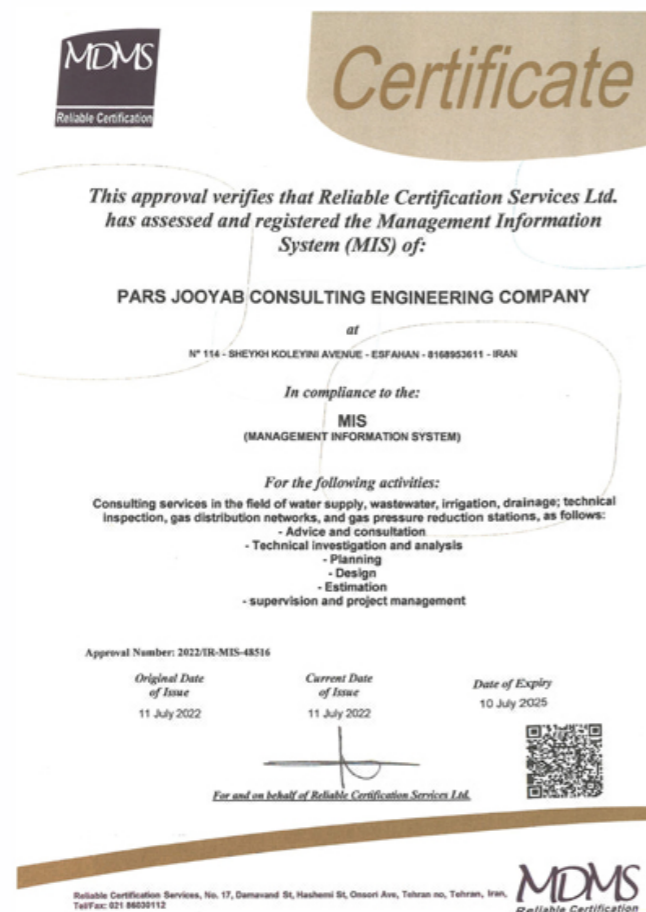 MDMS
Reliable Certification
Certificate
This approval verifies that Reliable Certification Services Ltd.
has assessed and registered the Management Information
System (MIS) of:
PARS JOOYAB CONSULTING ENGINEERING COMPANY
at
N° 114 - SHEYKH KOLEYINI AVENUE - ESFAHAN - 8168953611 - IRAN
In compliance to the:
MIS
(MANAGEMENT INFORMATION SYSTEM)
For the following activities:
Consulting services in the field of water supply, wastewater, irrigation, drainage; technical
inspection, gas distribution networks, and gas pressure reduction stations, as follows:
- Advice and consultation
- Technical investigation and analysis
- Planning
- Design
- Estimation
- supervision and project management
Approval Number: 2022/IR-MIS-48516
Original Date
of Issue
11 July 2022
Current Date
of Issue
11 July 2022
Date of Expiry
10 July 2025
For and on behalf of Reliable Certification Services Ltd.
Reliable Certification Services, No. 17, Damavand St, Hashemi St, Onsori Ave, Tehran no, Tehran, Iran,
Tel/Fax: 021 86030112
MDMS
Reliable Certification